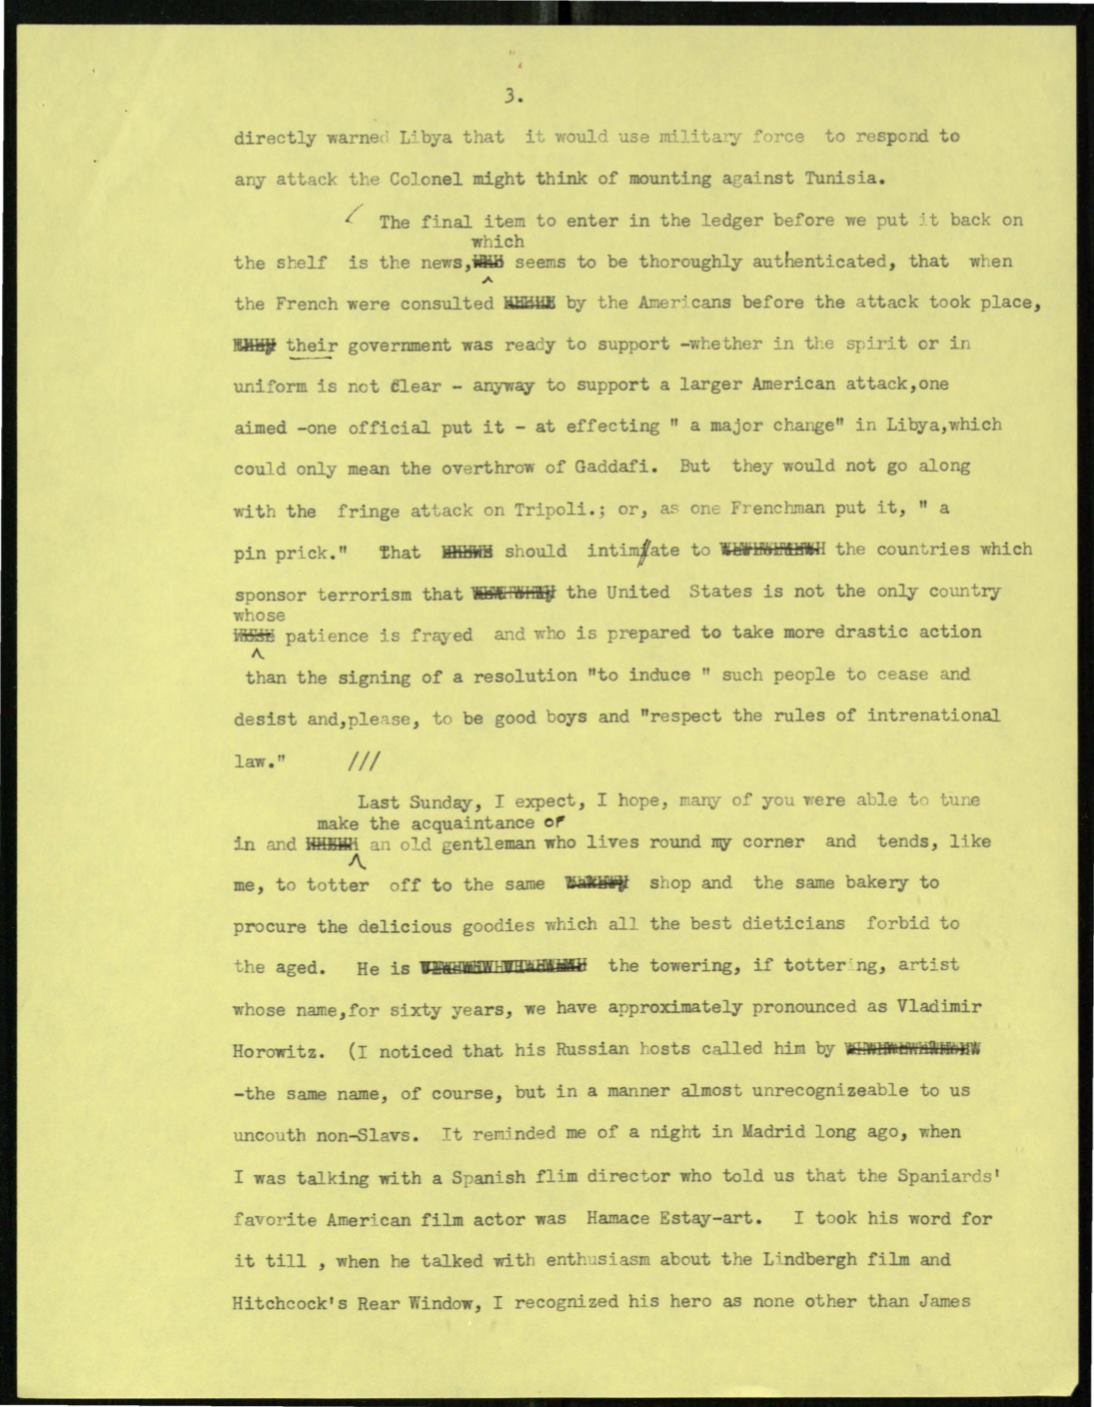 3.
directly warned Libya that it would use military force to respond to
any attack the Colonel might think of mounting against Tunisia.
The final item to enter in the ledger before we put it back on
which
the shelf is the news, seems to be thoroughly authenticated, that when
the French were consulted by the Americans before the attack took place,
their government was ready to support -whether in the spirit or in
uniform is not clear - anyway to support a larger American attack,one
aimed -one official put it - at effecting " a major change" in Libya,which
could only mean the overthrow of Gaddafi. But they would not go along
with the fringe attack on Tripoli.; or, as one Frenchman put it, " a
pin prick." That should intim/ate to the countries which
sponsor terrorism that the United States is not the only country
whose
patience is frayed and who is prepared to take more drastic action
than the signing of a resolution "to induce " such people to cease and
desist and,please, to be good boys and "respect the rules of intrenational
law." ///
Last Sunday, I expect, I hope, many of you were able to tune
make the acquaintance of
in and an old gentleman who lives round my corner and tends, like
me, to totter off to the same shop and the same bakery to
procure the delicious goodies which all the best dieticians forbid to
the aged. He is the towering, if tottering, artist
whose name,for sixty years, we have approximately pronounced as Vladimir
Horowitz. (I noticed that his Russian hosts called him by
-the same name, of course, but in a manner almost unrecognizeable to us
uncouth non-Slavs. It reminded me of a night in Madrid long ago, when
I was talking with a Spanish flim director who told us that the Spaniards'
favorite American film actor was Hamace Estay-art. I took his word for
it till , when he talked with enthusiasm about the Lindbergh film and
Hitchcock's Rear Window, I recognized his hero as none other than James